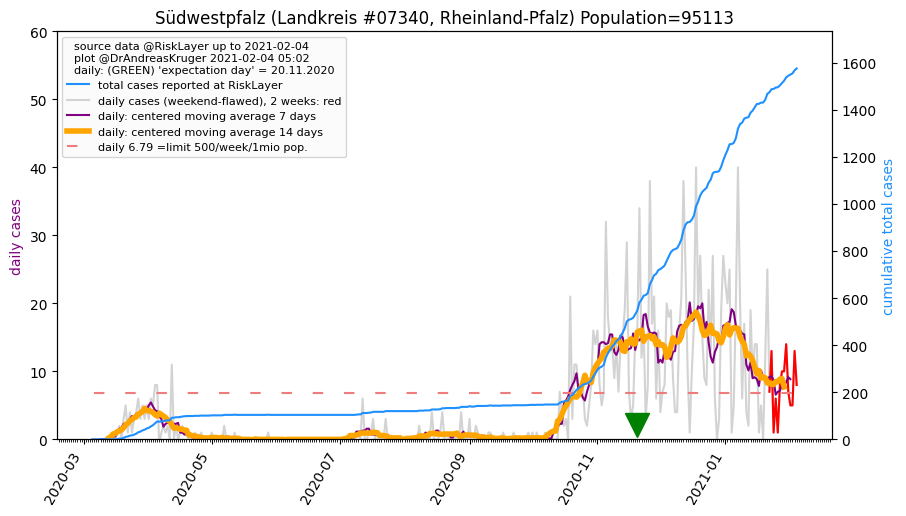 Südwestpfalz (Landkreis #07340, Rheinland-Pfalz) Population=95113
source data @RiskLayer up to 2021-02-04
plot @DrAndreasKruger 2021-02-04 05:02
daily: (GREEN) 'expectation day' = 20.11.2020
total cases reported at RiskLayer
daily cases (weekend-flawed), 2 weeks: red
daily: centered moving average 7 days
daily: centered moving average 14 days
daily 6.79 =limit 500/week/1mio pop.
daily cases
60
50
40
30
20
10
0
cumulative total cases
1600
1400
1200
1000
800
600
400
200
0
2020-03
2020-05
2020-07
2020-09
2020-11
2021-01